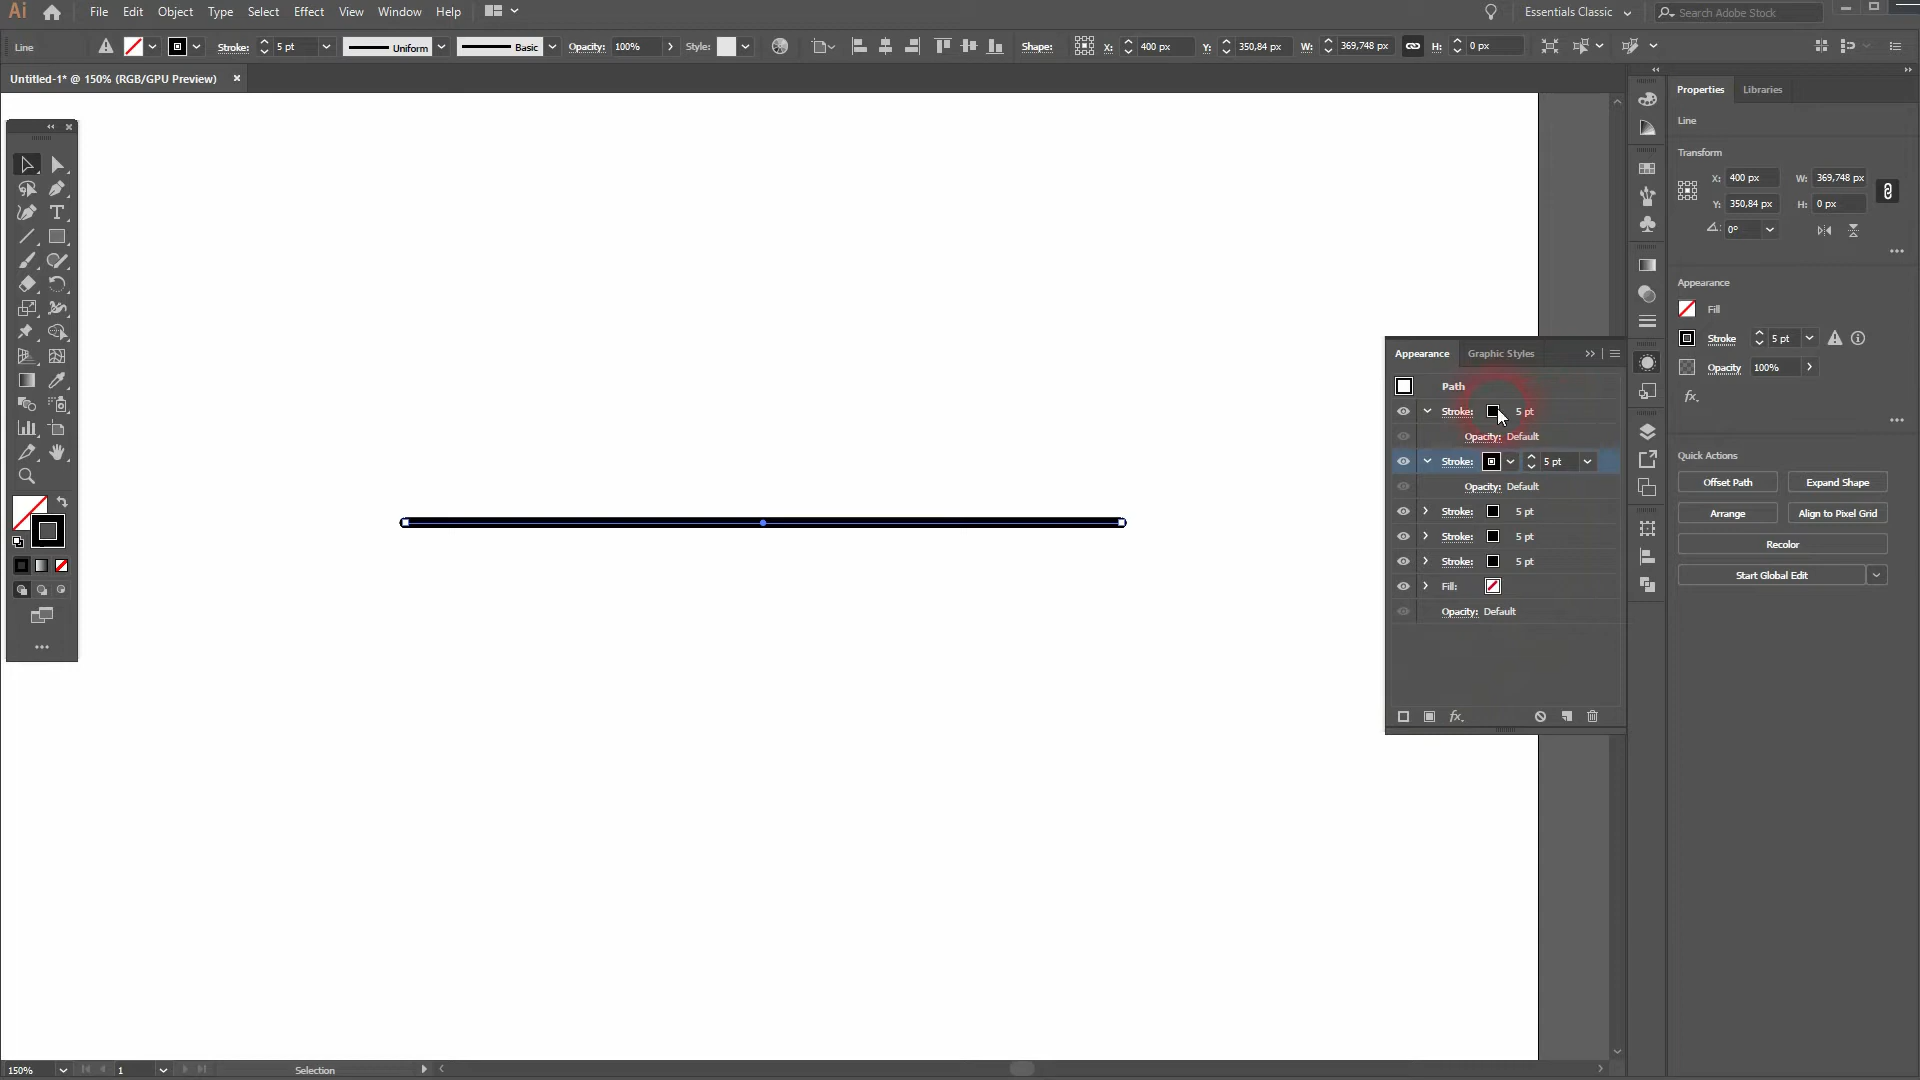 Ai File Edit Object Type Select Effect View Window Help Essentials Classic Search Adobe Stock
Line Stroke: 5 pt Uniform Basic Opacity: 100% Style: Shape: X: 400 px Y: 350,84 px W: 369,748 px H: 0 px
Untitled-1* @ 150% (RGB/GPU Preview)
Properties Libraries
Line
Transform
X: 400 px W: 369,748 px
Y: 350,84 px H: 0 px
0°
Appearance
Fill
Stroke 5 pt
Opacity 100%
fx.
Quick Actions
Offset Path Expand Shape
Arrange Align to Pixel Grid
Recolor
Start Global Edit
Appearance Graphic Styles
Path
Stroke: 5 pt
Opacity: Default
Stroke: 5 pt
Opacity: Default
Stroke: 5 pt
Stroke: 5 pt
Stroke: 5 pt
Fill:
Opacity: Default
fx.
150% 1 Selection